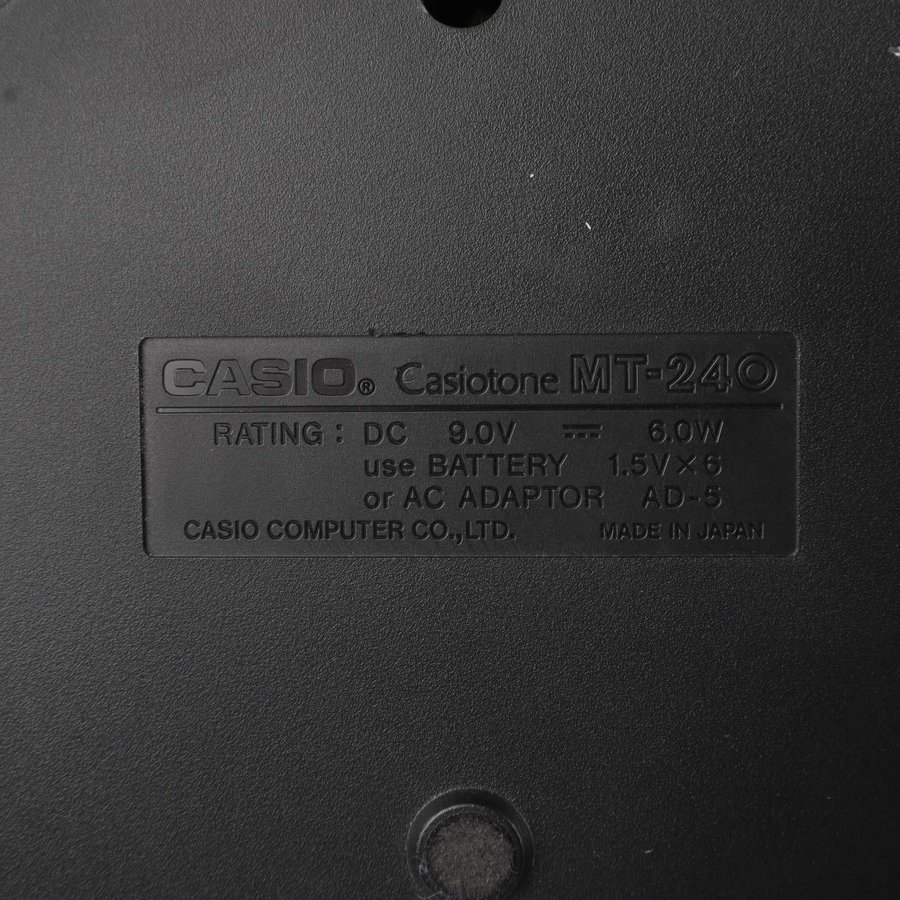 CASIO® Casiotone MT-240
RATING : DC 9.0V ⎓ 6.0W
use BATTERY 1.5V×6
or AC ADAPTOR AD-5
CASIO COMPUTER CO.,LTD. MADE IN JAPAN